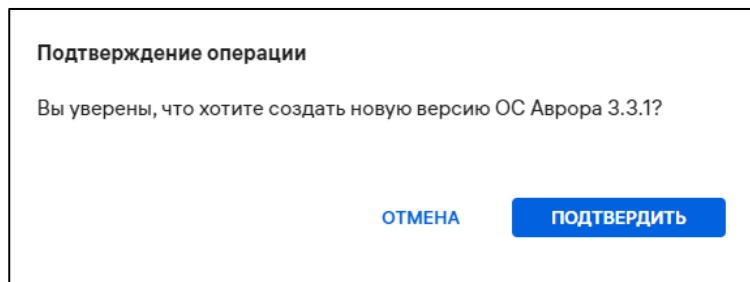 Подтверждение операции
Вы уверены, что хотите создать новую версию ОС Аврора 3.3.1?
ОТМЕНА
ПОДТВЕРДИТЬ